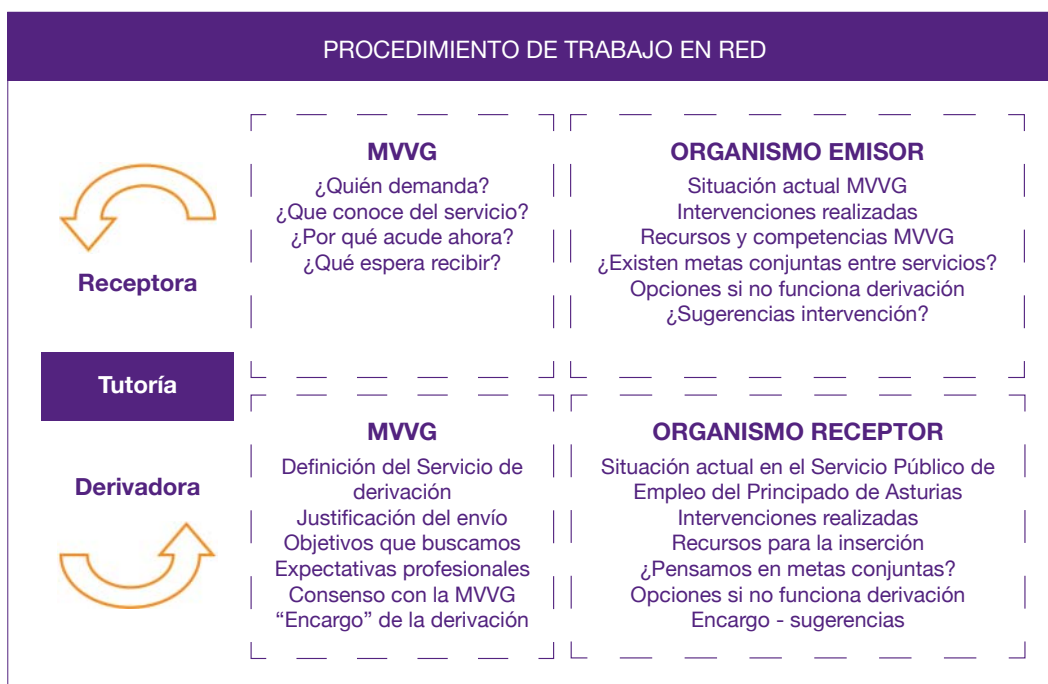 PROCEDIMIENTO DE TRABAJO EN RED
Receptora
MVVG
¿Quién demanda?
¿Que conoce del servicio?
¿Por qué acude ahora?
¿Qué espera recibir?
ORGANISMO EMISOR
Situación actual MVVG
Intervenciones realizadas
Recursos y competencias MVVG
¿Existen metas conjuntas entre servicios?
Opciones si no funciona derivación
¿Sugerencias intervención?
Tutoría
Derivadora
MVVG
Definición del Servicio de
derivación
Justificación del envío
Objetivos que buscamos
Expectativas profesionales
Consenso con la MVVG
“Encargo” de la derivación
ORGANISMO RECEPTOR
Situación actual en el Servicio Público de
Empleo del Principado de Asturias
Intervenciones realizadas
Recursos para la inserción
¿Pensamos en metas conjuntas?
Opciones si no funciona derivación
Encargo - sugerencias